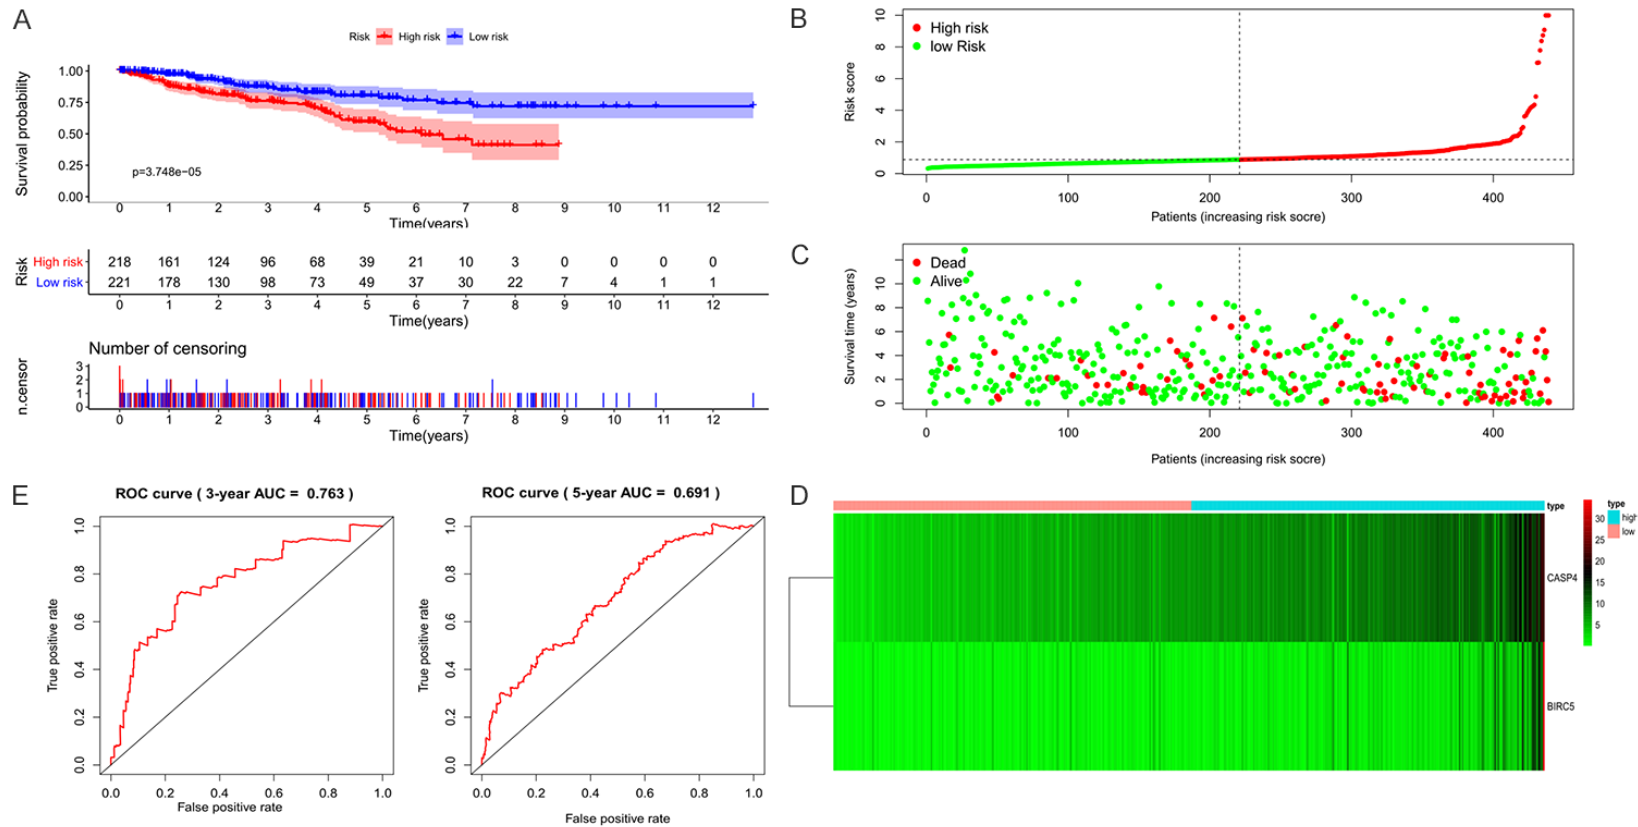 A
Risk High risk Low risk
Survival probability
1.00
0.75
0.50
0.25
0.00
p=3.748e−05
0 1 2 3 4 5 6 7 8 9 10 11 12
Time(years)
Risk
High risk 218 161 124 96 68 39 21 10 3 0 0 0 0
Low risk 221 178 130 98 73 49 37 30 22 7 4 1 1
0 1 2 3 4 5 6 7 8 9 10 11 12
Time(years)
Number of censoring
n.censor
3
2
1
0
0 1 2 3 4 5 6 7 8 9 10 11 12
Time(years)
B
High risk
low Risk
Risk score
10
8
6
4
2
0
0 100 200 300 400
Patients (increasing risk socre)
C
Dead
Alive
Survival time (years)
10
8
6
4
2
0
0 100 200 300 400
Patients (increasing risk socre)
E
ROC curve ( 3-year AUC = 0.763 )
True positive rate
1.0
0.8
0.6
0.4
0.2
0.0
0.0 0.2 0.4 0.6 0.8 1.0
False positive rate
ROC curve ( 5-year AUC = 0.691 )
True positive rate
1.0
0.8
0.6
0.4
0.2
0.0
0.0 0.2 0.4 0.6 0.8 1.0
False positive rate
D
type
CASP4
BIRC5
30
25
20
15
10
5
type
high
low